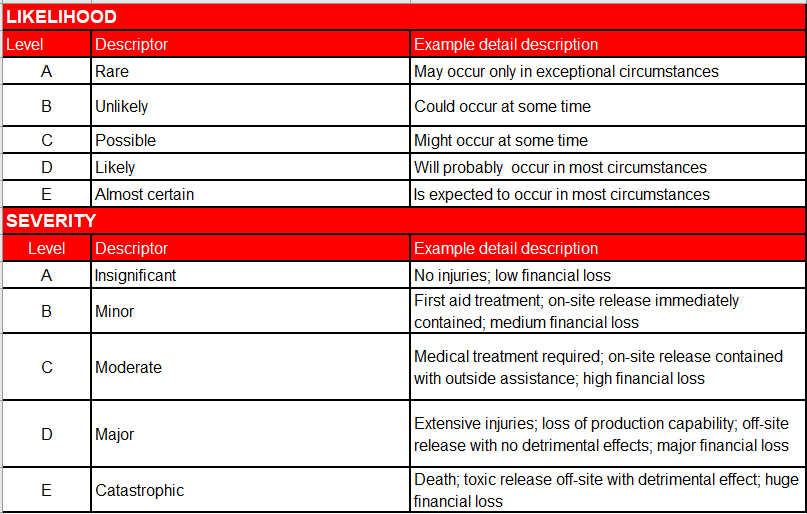 LIKELIHOOD
Level Descriptor Example detail description
A Rare May occur only in exceptional circumstances
B Unlikely Could occur at some time
C Possible Might occur at some time
D Likely Will probably  occur in most circumstances
E Almost certain Is expected to occur in most circumstances
SEVERITY
Level Descriptor Example detail description
A Insignificant No injuries; low financial loss
B Minor First aid treatment; on-site release immediately
contained; medium financial loss
C Moderate Medical treatment required; on-site release contained
with outside assistance; high financial loss
D Major Extensive injuries; loss of production capability; off-site
release with no detrimental effects; major financial loss
E Catastrophic Death; toxic release off-site with detrimental effect; huge
financial loss